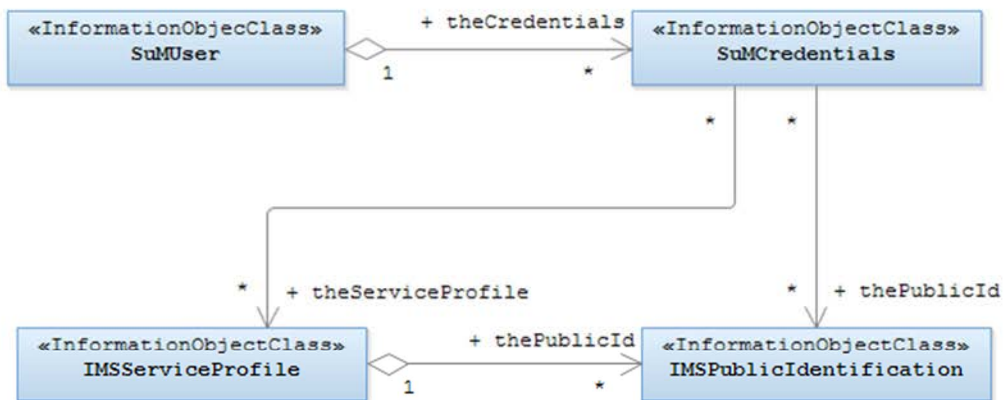 «InformationObjecClass»
SuMUser
+ theCredentials
1
*
«InformationObjectClass»
SuMCredentials
*
*
*
+ theServiceProfile
*
+ thePublicId
«InformationObjectClass»
IMSServiceProfile
+ thePublicId
1
*
«InformationObjectClass»
IMSPublicIdentification